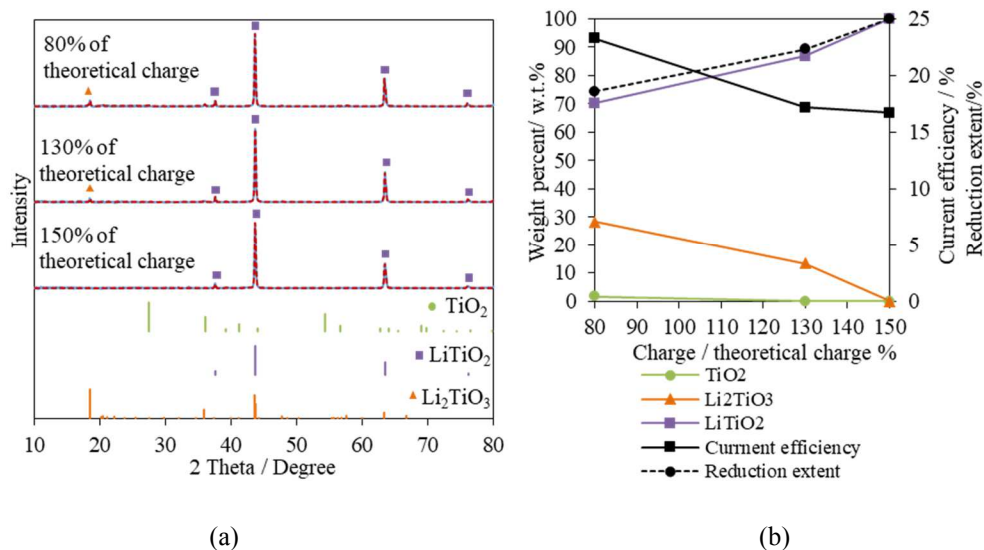 (a)
80% of
theoretical charge
130% of
theoretical charge
150% of
theoretical charge
Intensity
TiO2
LiTiO2
Li2TiO3
10 20 30 40 50 60 70 80
2 Theta / Degree
(b)
100
90
80
70
60
50
40
30
20
10
0
Weight percent/ w.t.%
25
20
15
10
5
0
Current efficiency / %
Reduction extent/%
80 90 100 110 120 130 140 150
Charge / theoretical charge %
TiO2
Li2TiO3
LiTiO2
Currnent efficiency
Reduction extent